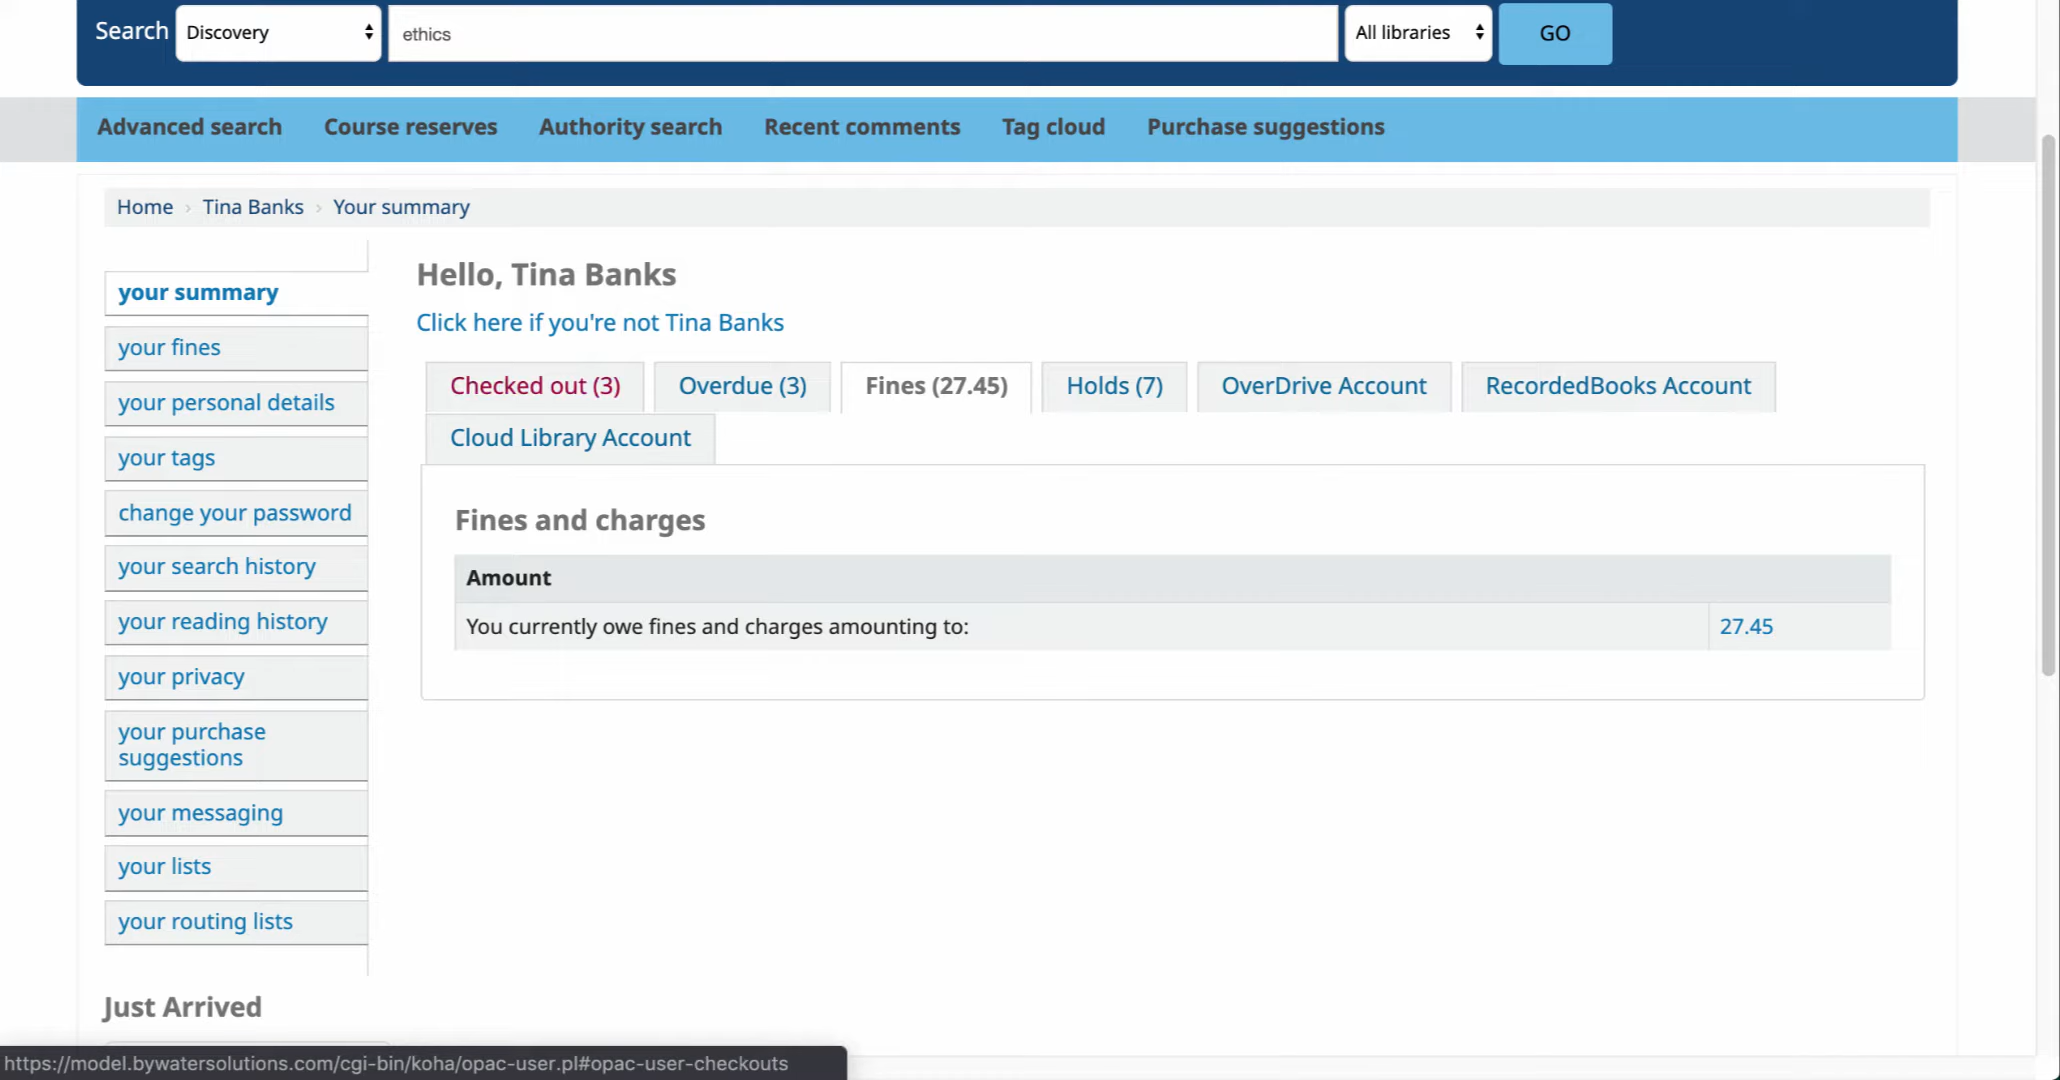 Search Discovery ethics All libraries GO
Advanced search Course reserves Authority search Recent comments Tag cloud Purchase suggestions
Home › Tina Banks › Your summary
your summary
your fines
your personal details
your tags
change your password
your search history
your reading history
your privacy
your purchase
suggestions
your messaging
your lists
your routing lists
Just Arrived
Hello, Tina Banks
Click here if you're not Tina Banks
Checked out (3) Overdue (3) Fines (27.45) Holds (7) OverDrive Account RecordedBooks Account
Cloud Library Account
Fines and charges
Amount
You currently owe fines and charges amounting to: 27.45
https://model.bywatersolutions.com/cgi-bin/koha/opac-user.pl#opac-user-checkouts